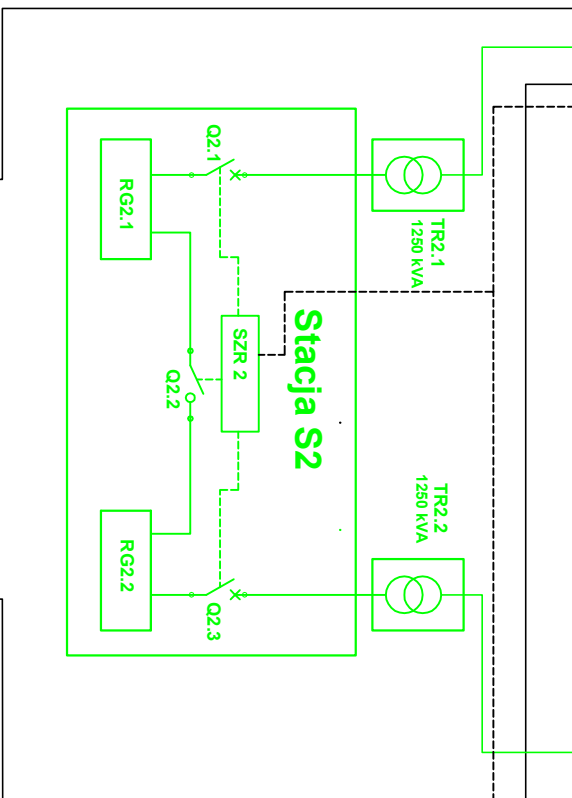 TR2.1
1250 kVA
TR2.2
1250 kVA
Stacja S2
SZR 2
Q2.1
Q2.2
Q2.3
RG2.1
RG2.2